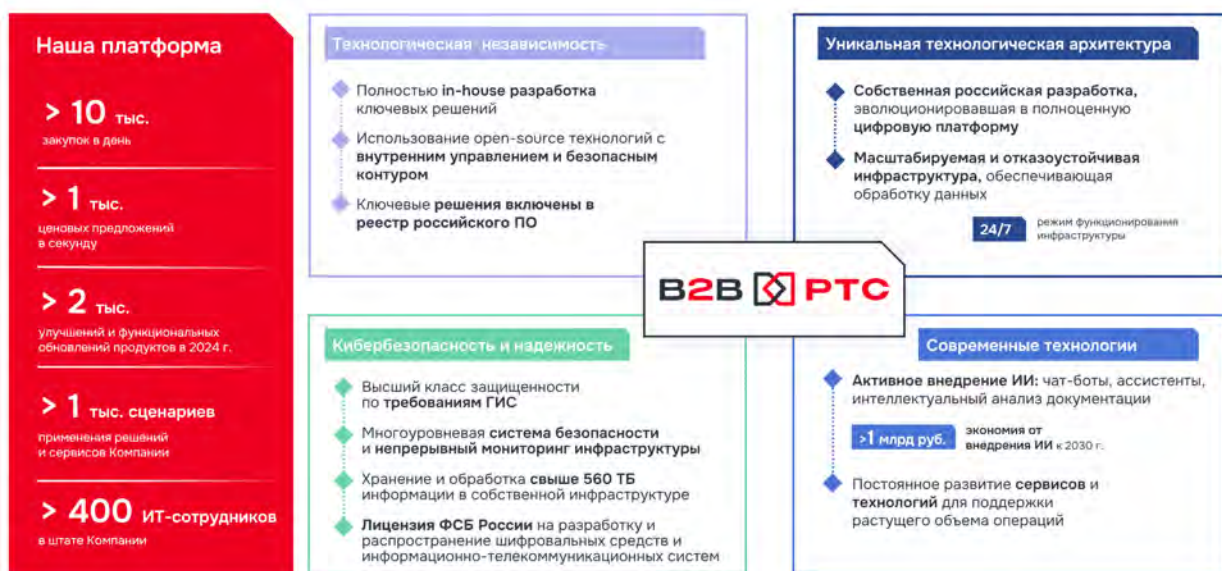 Наша платформа
> 10 тыс.
закупок в день
> 1 тыс.
ценовых предложений
в секунду
> 2 тыс.
улучшений и функциональных
обновлений продуктов в 2024 г.
> 1 тыс. сценариев
применения решений
и сервисов Компании
> 400 ИТ-сотрудников
в штате Компании
Технологическая независимость
Полностью in-house разработка
ключевых решений
Использование open-source технологий с
внутренним управлением и безопасным
контуром
Ключевые решения включены в
реестр российского ПО
Уникальная технологическая архитектура
Собственная российская разработка,
эволюционировавшая в полноценную
цифровую платформу
Масштабируемая и отказоустойчивая
инфраструктура, обеспечивающая
обработку данных
24/7
режим функционирования
инфраструктуры
B2B РТС
Кибербезопасность и надежность
Высший класс защищенности
по требованиям ГИС
Многоуровневая система безопасности
и непрерывный мониторинг инфраструктуры
Хранение и обработка свыше 560 ТБ
информации в собственной инфраструктуре
Лицензия ФСБ России на разработку и
распространение шифровальных средств и
информационно-телекоммуникационных систем
Современные технологии
Активное внедрение ИИ: чат-боты, ассистенты,
интеллектуальный анализ документации
>1 млрд руб.
экономия от
внедрения ИИ к 2030 г.
Постоянное развитие сервисов и
технологий для поддержки
растущего объема операций